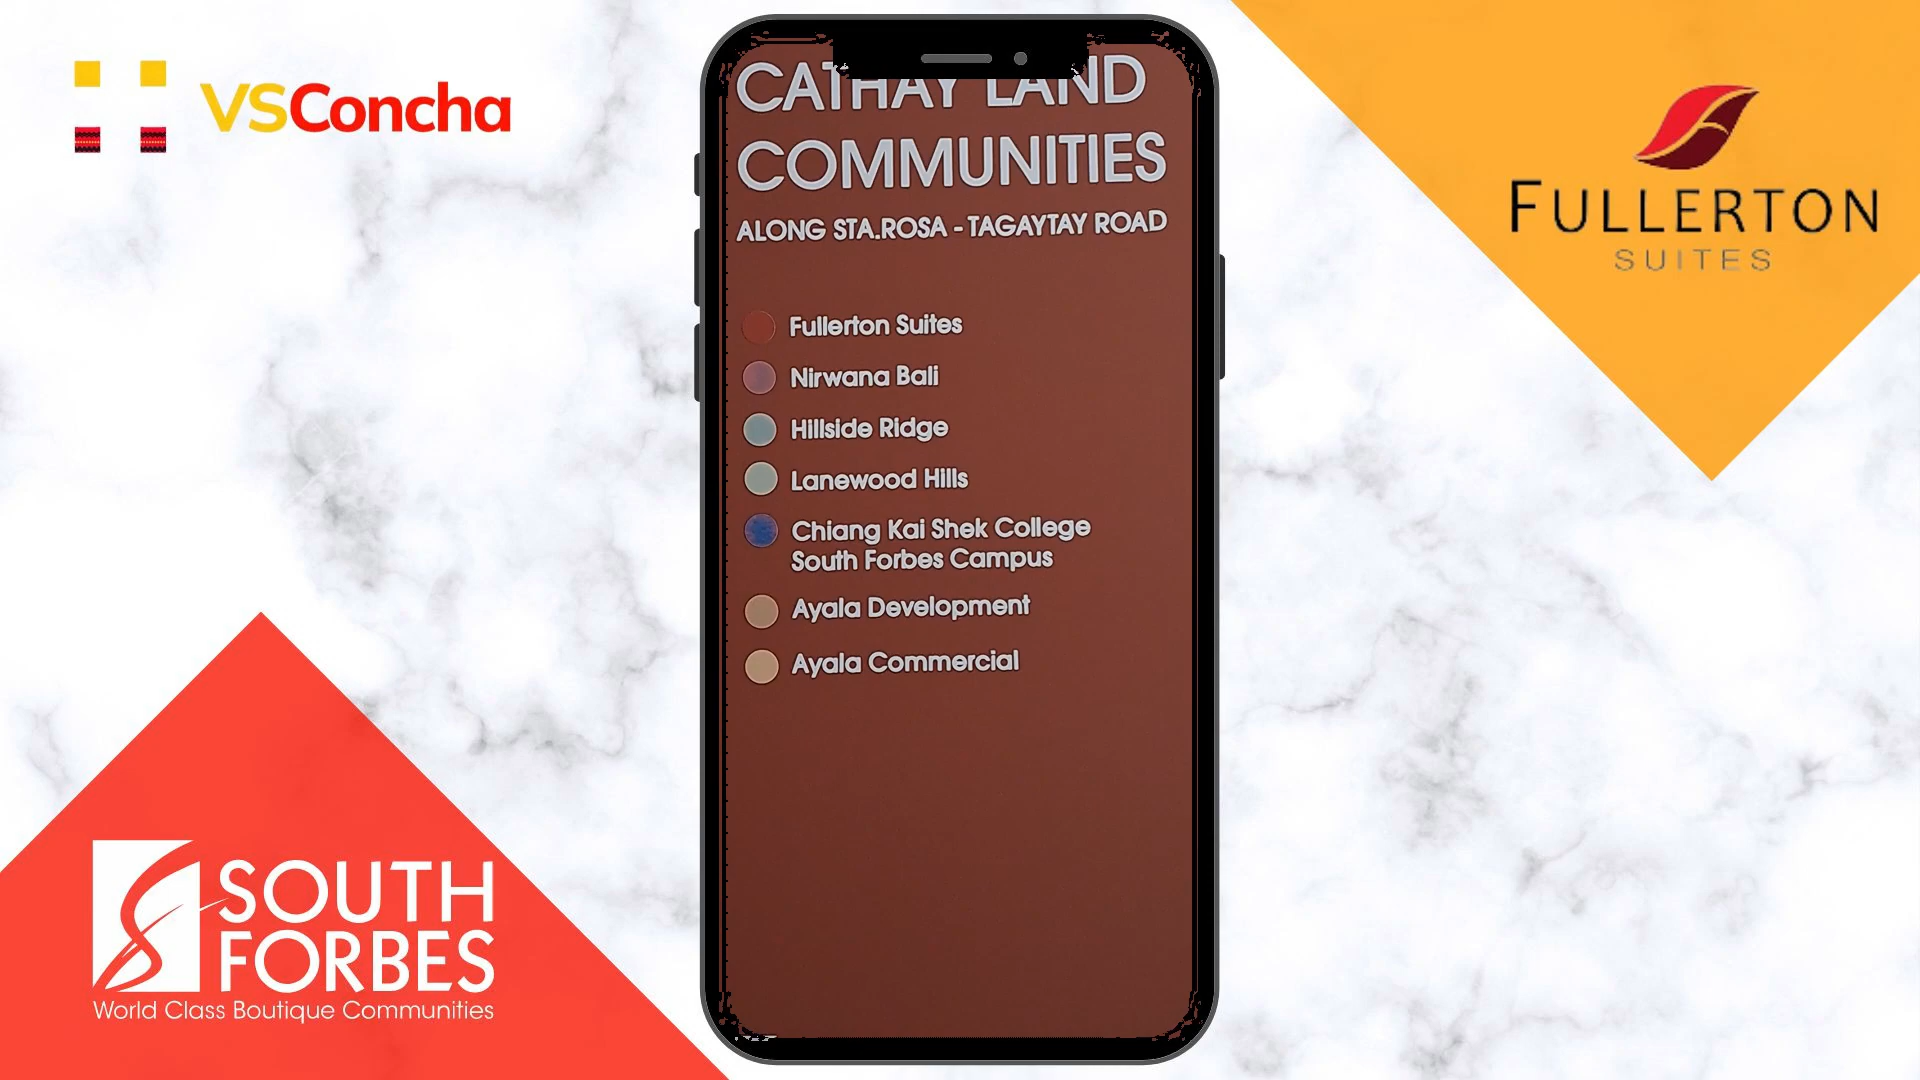 VSConcha
CATHAY LAND
COMMUNITIES
ALONG STA.ROSA - TAGAYTAY ROAD
Fullerton Suites
Nirwana Bali
Hillside Ridge
Lanewood Hills
Chiang Kai Shek College
South Forbes Campus
Ayala Development
Ayala Commercial
FULLERTON
SUITES
SOUTH
FORBES
World Class Boutique Communities